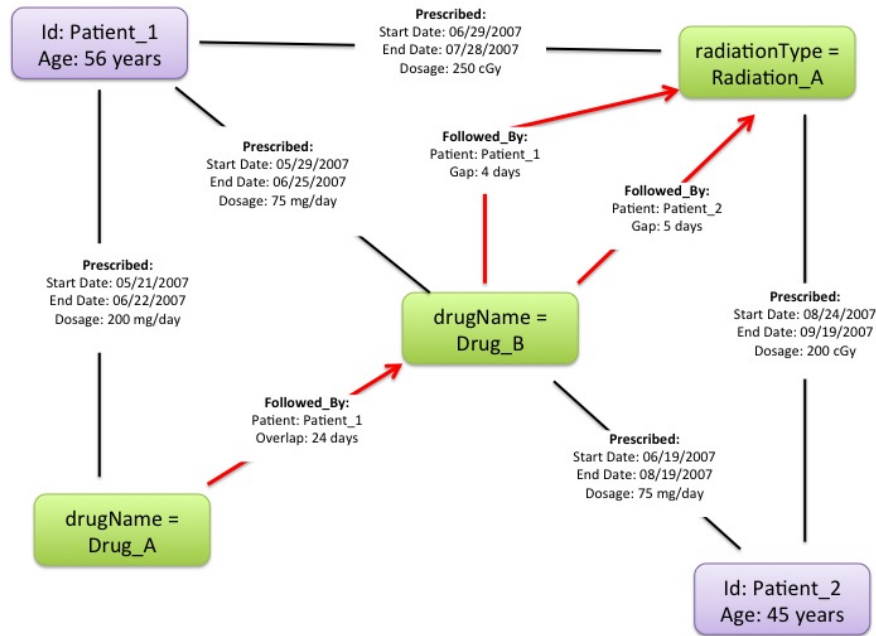 Id: Patient_1
Age: 56 years
Prescribed:
Start Date: 06/29/2007
End Date: 07/28/2007
Dosage: 250 cGy
radiationType =
Radiation_A
Prescribed:
Start Date: 05/29/2007
End Date: 06/25/2007
Dosage: 75 mg/day
Followed_By:
Patient: Patient_1
Gap: 4 days
Followed_By:
Patient: Patient_2
Gap: 5 days
Prescribed:
Start Date: 05/21/2007
End Date: 06/22/2007
Dosage: 200 mg/day
drugName =
Drug_B
Prescribed:
Start Date: 08/24/2007
End Date: 09/19/2007
Dosage: 200 cGy
Followed_By:
Patient: Patient_1
Overlap: 24 days
Prescribed:
Start Date: 06/19/2007
End Date: 08/19/2007
Dosage: 75 mg/day
drugName =
Drug_A
Id: Patient_2
Age: 45 years